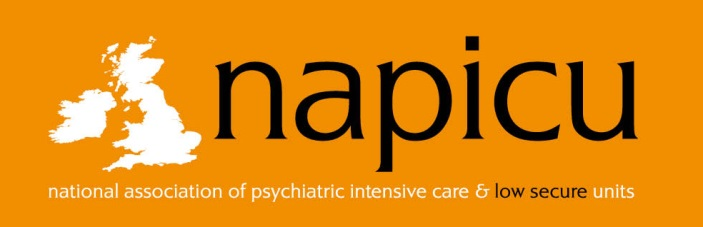 napicu
national association of psychiatric intensive care & low secure units